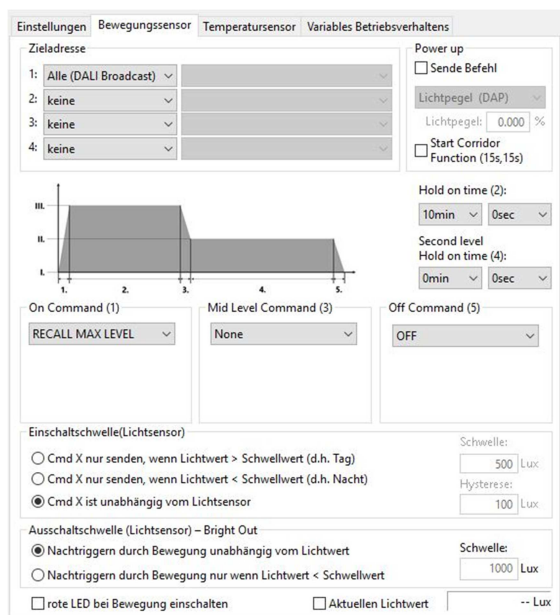 Einstellungen Bewegungssensor Temperatursensor Variables Betriebsverhaltens
Zieladresse
1: Alle (DALI Broadcast)
2: keine
3: keine
4: keine
Power up
Sende Befehl
Lichtpegel (DAP)
Lichtpegel: 0.000 %
Start Corridor
Function (15s,15s)
III.
II.
I.
1. 2. 3. 4. 5.
Hold on time (2):
10min 0sec
Second level
Hold on time (4):
0min 0sec
On Command (1)
RECALL MAX LEVEL
Mid Level Command (3)
None
Off Command (5)
OFF
Einschaltschwelle(Lichtsensor)
Cmd X nur senden, wenn Lichtwert > Schwellwert (d.h. Tag)
Cmd X nur senden, wenn Lichtwert < Schwellwert (d.h. Nacht)
Cmd X ist unabhängig vom Lichtsensor
Schwelle:
500 Lux
Hysterese:
100 Lux
Ausschaltschwelle (Lichtsensor) – Bright Out
Nachtriggern durch Bewegung unabhängig vom Lichtwert
Nachtriggern durch Bewegung nur wenn Lichtwert < Schwellwert
Schwelle:
1000 Lux
rote LED bei Bewegung einschalten
Aktuellen Lichtwert -- Lux